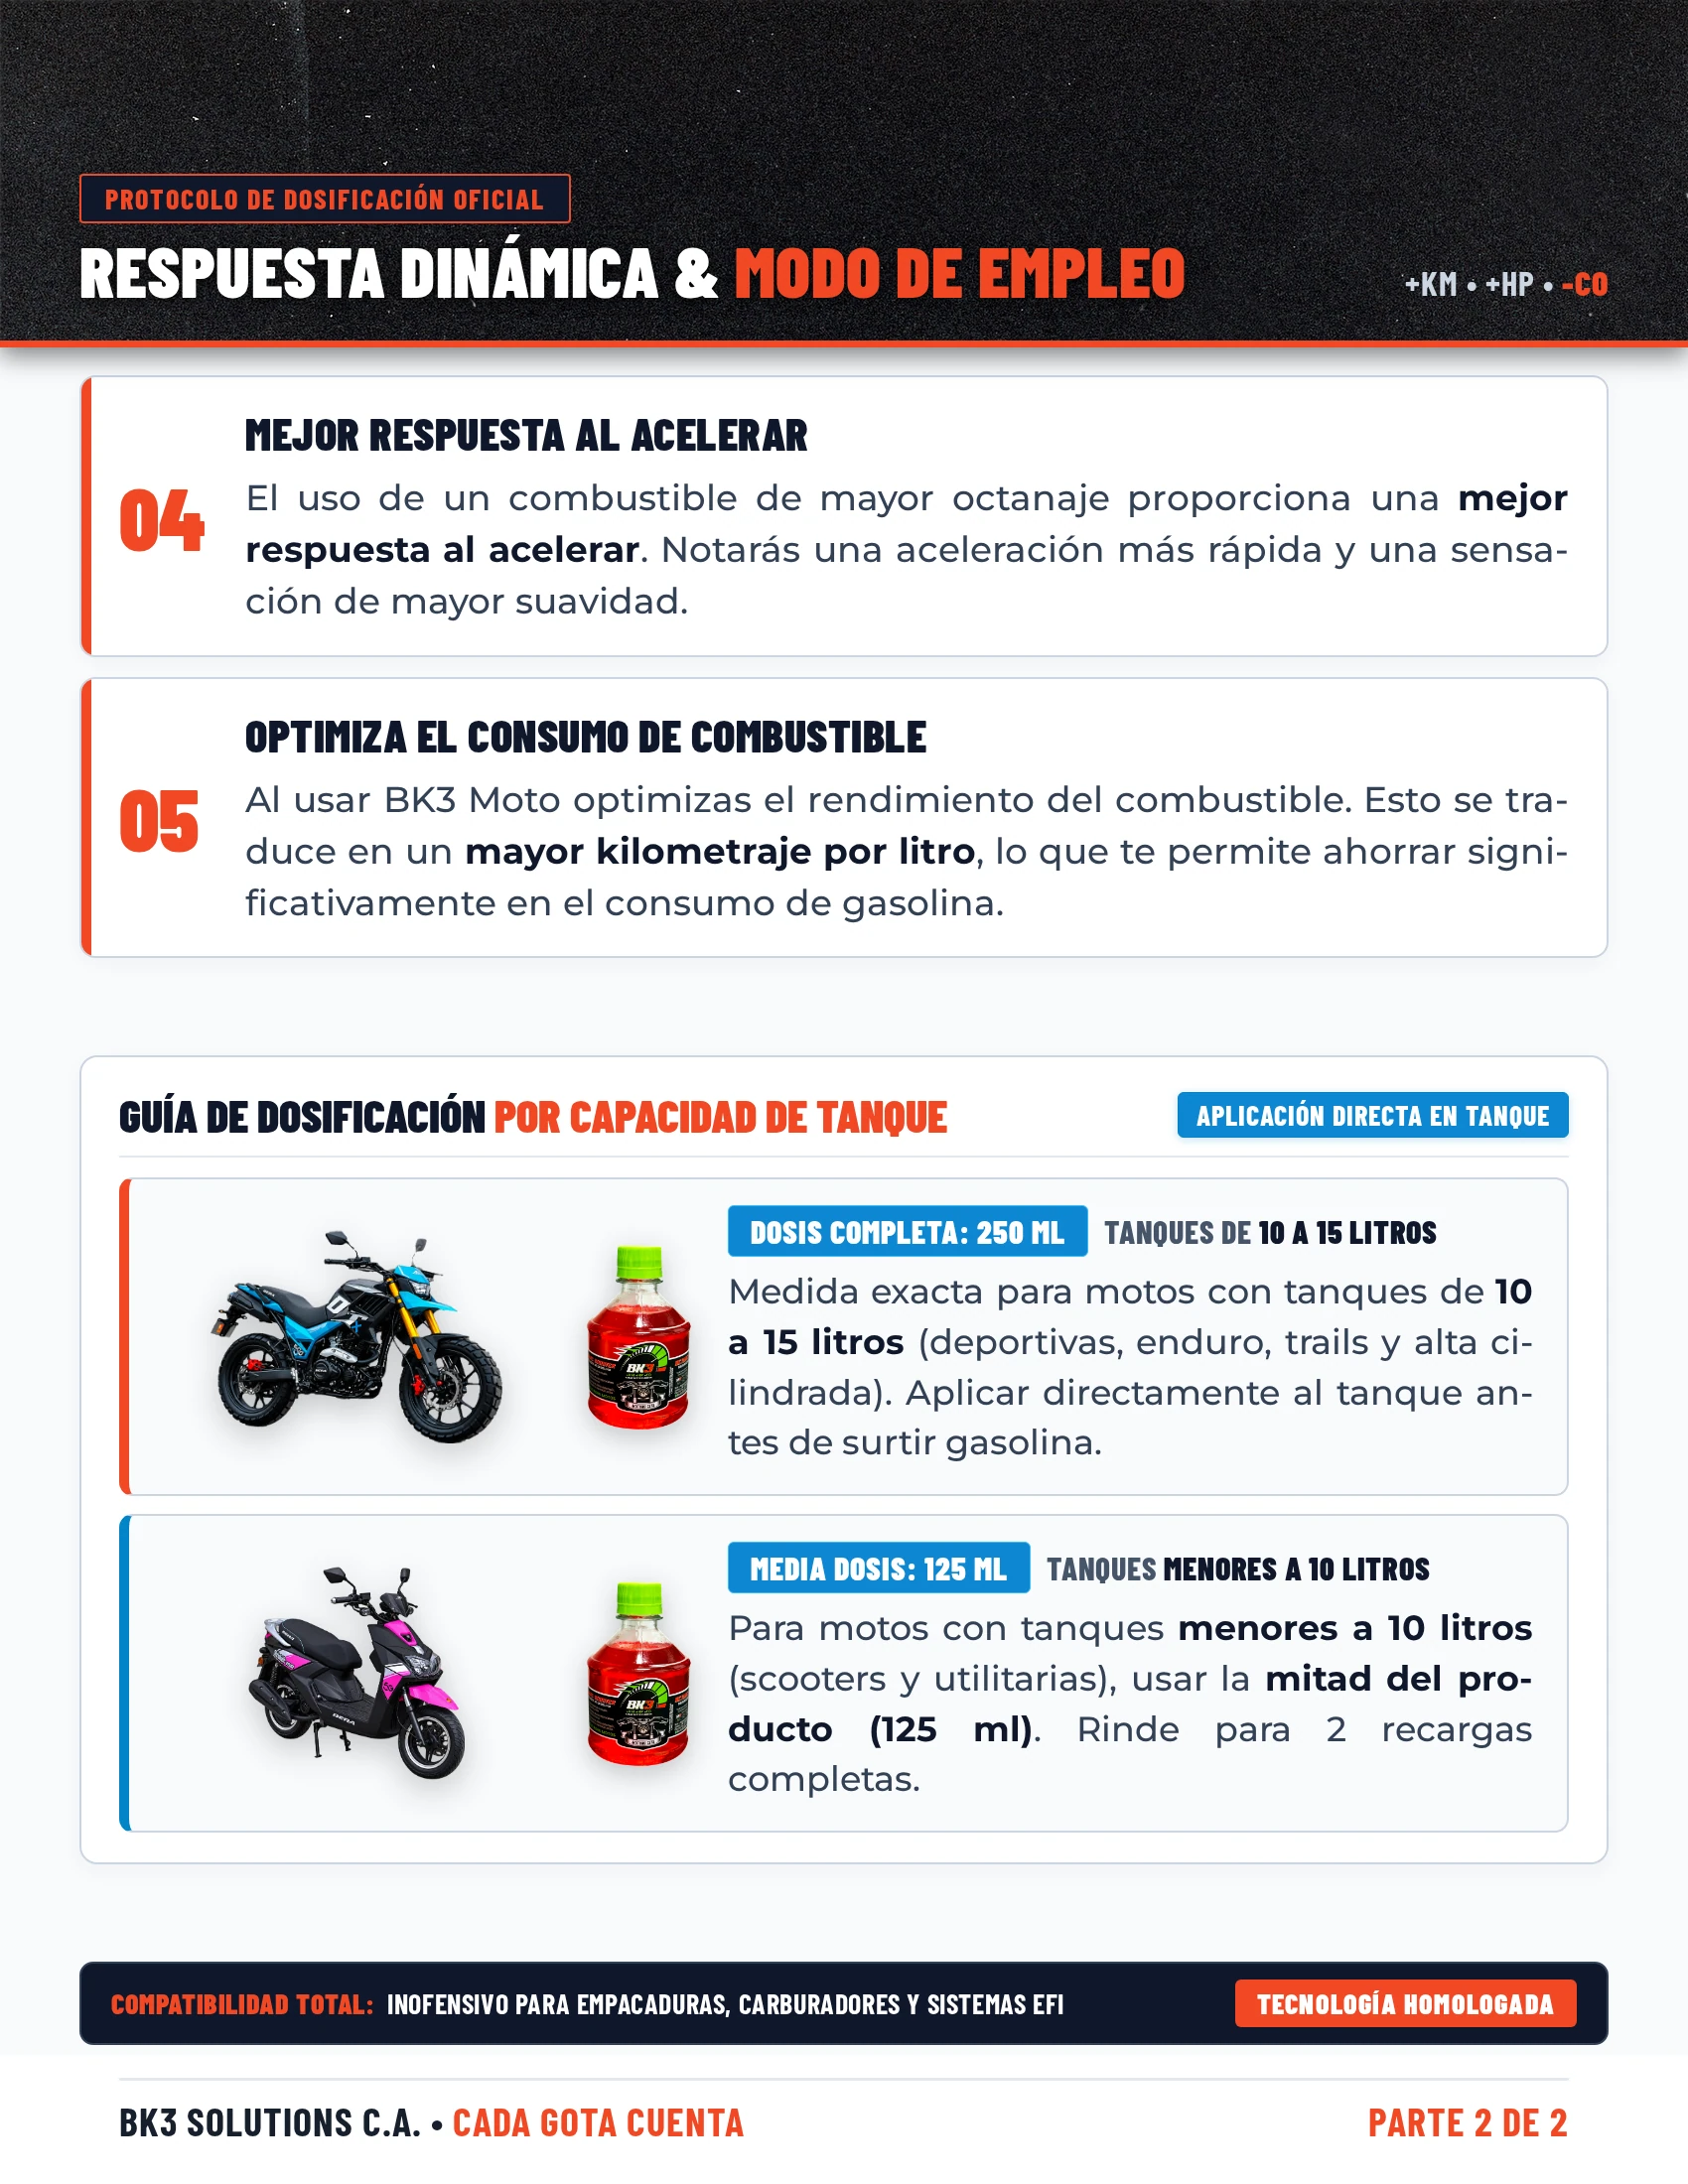 PROTOCOLO DE DOSIFICACIÓN OFICIAL
RESPUESTA DINÁMICA & MODO DE EMPLEO
+KM • +HP • -CO
MEJOR RESPUESTA AL ACELERAR
04
El uso de un combustible de mayor octanaje proporciona una mejor
respuesta al acelerar. Notarás una aceleración más rápida y una sensa-
ción de mayor suavidad.
OPTIMIZA EL CONSUMO DE COMBUSTIBLE
05
Al usar BK3 Moto optimizas el rendimiento del combustible. Esto se tra-
duce en un mayor kilometraje por litro, lo que te permite ahorrar signi-
ficativamente en el consumo de gasolina.
GUÍA DE DOSIFICACIÓN POR CAPACIDAD DE TANQUE
APLICACIÓN DIRECTA EN TANQUE
DOSIS COMPLETA: 250 ML
TANQUES DE 10 A 15 LITROS
Medida exacta para motos con tanques de 10
a 15 litros (deportivas, enduro, trails y alta ci-
lindrada). Aplicar directamente al tanque an-
tes de surtir gasolina.
BK3
MEDIA DOSIS: 125 ML
TANQUES MENORES A 10 LITROS
Para motos con tanques menores a 10 litros
(scooters y utilitarias), usar la mitad del pro-
ducto (125 ml). Rinde para 2 recargas
completas.
BK3
BERA
COMPATIBILIDAD TOTAL: INOFENSIVO PARA EMPACADURAS, CARBURADORES Y SISTEMAS EFI
TECNOLOGÍA HOMOLOGADA
BK3 SOLUTIONS C.A. • CADA GOTA CUENTA
PARTE 2 DE 2